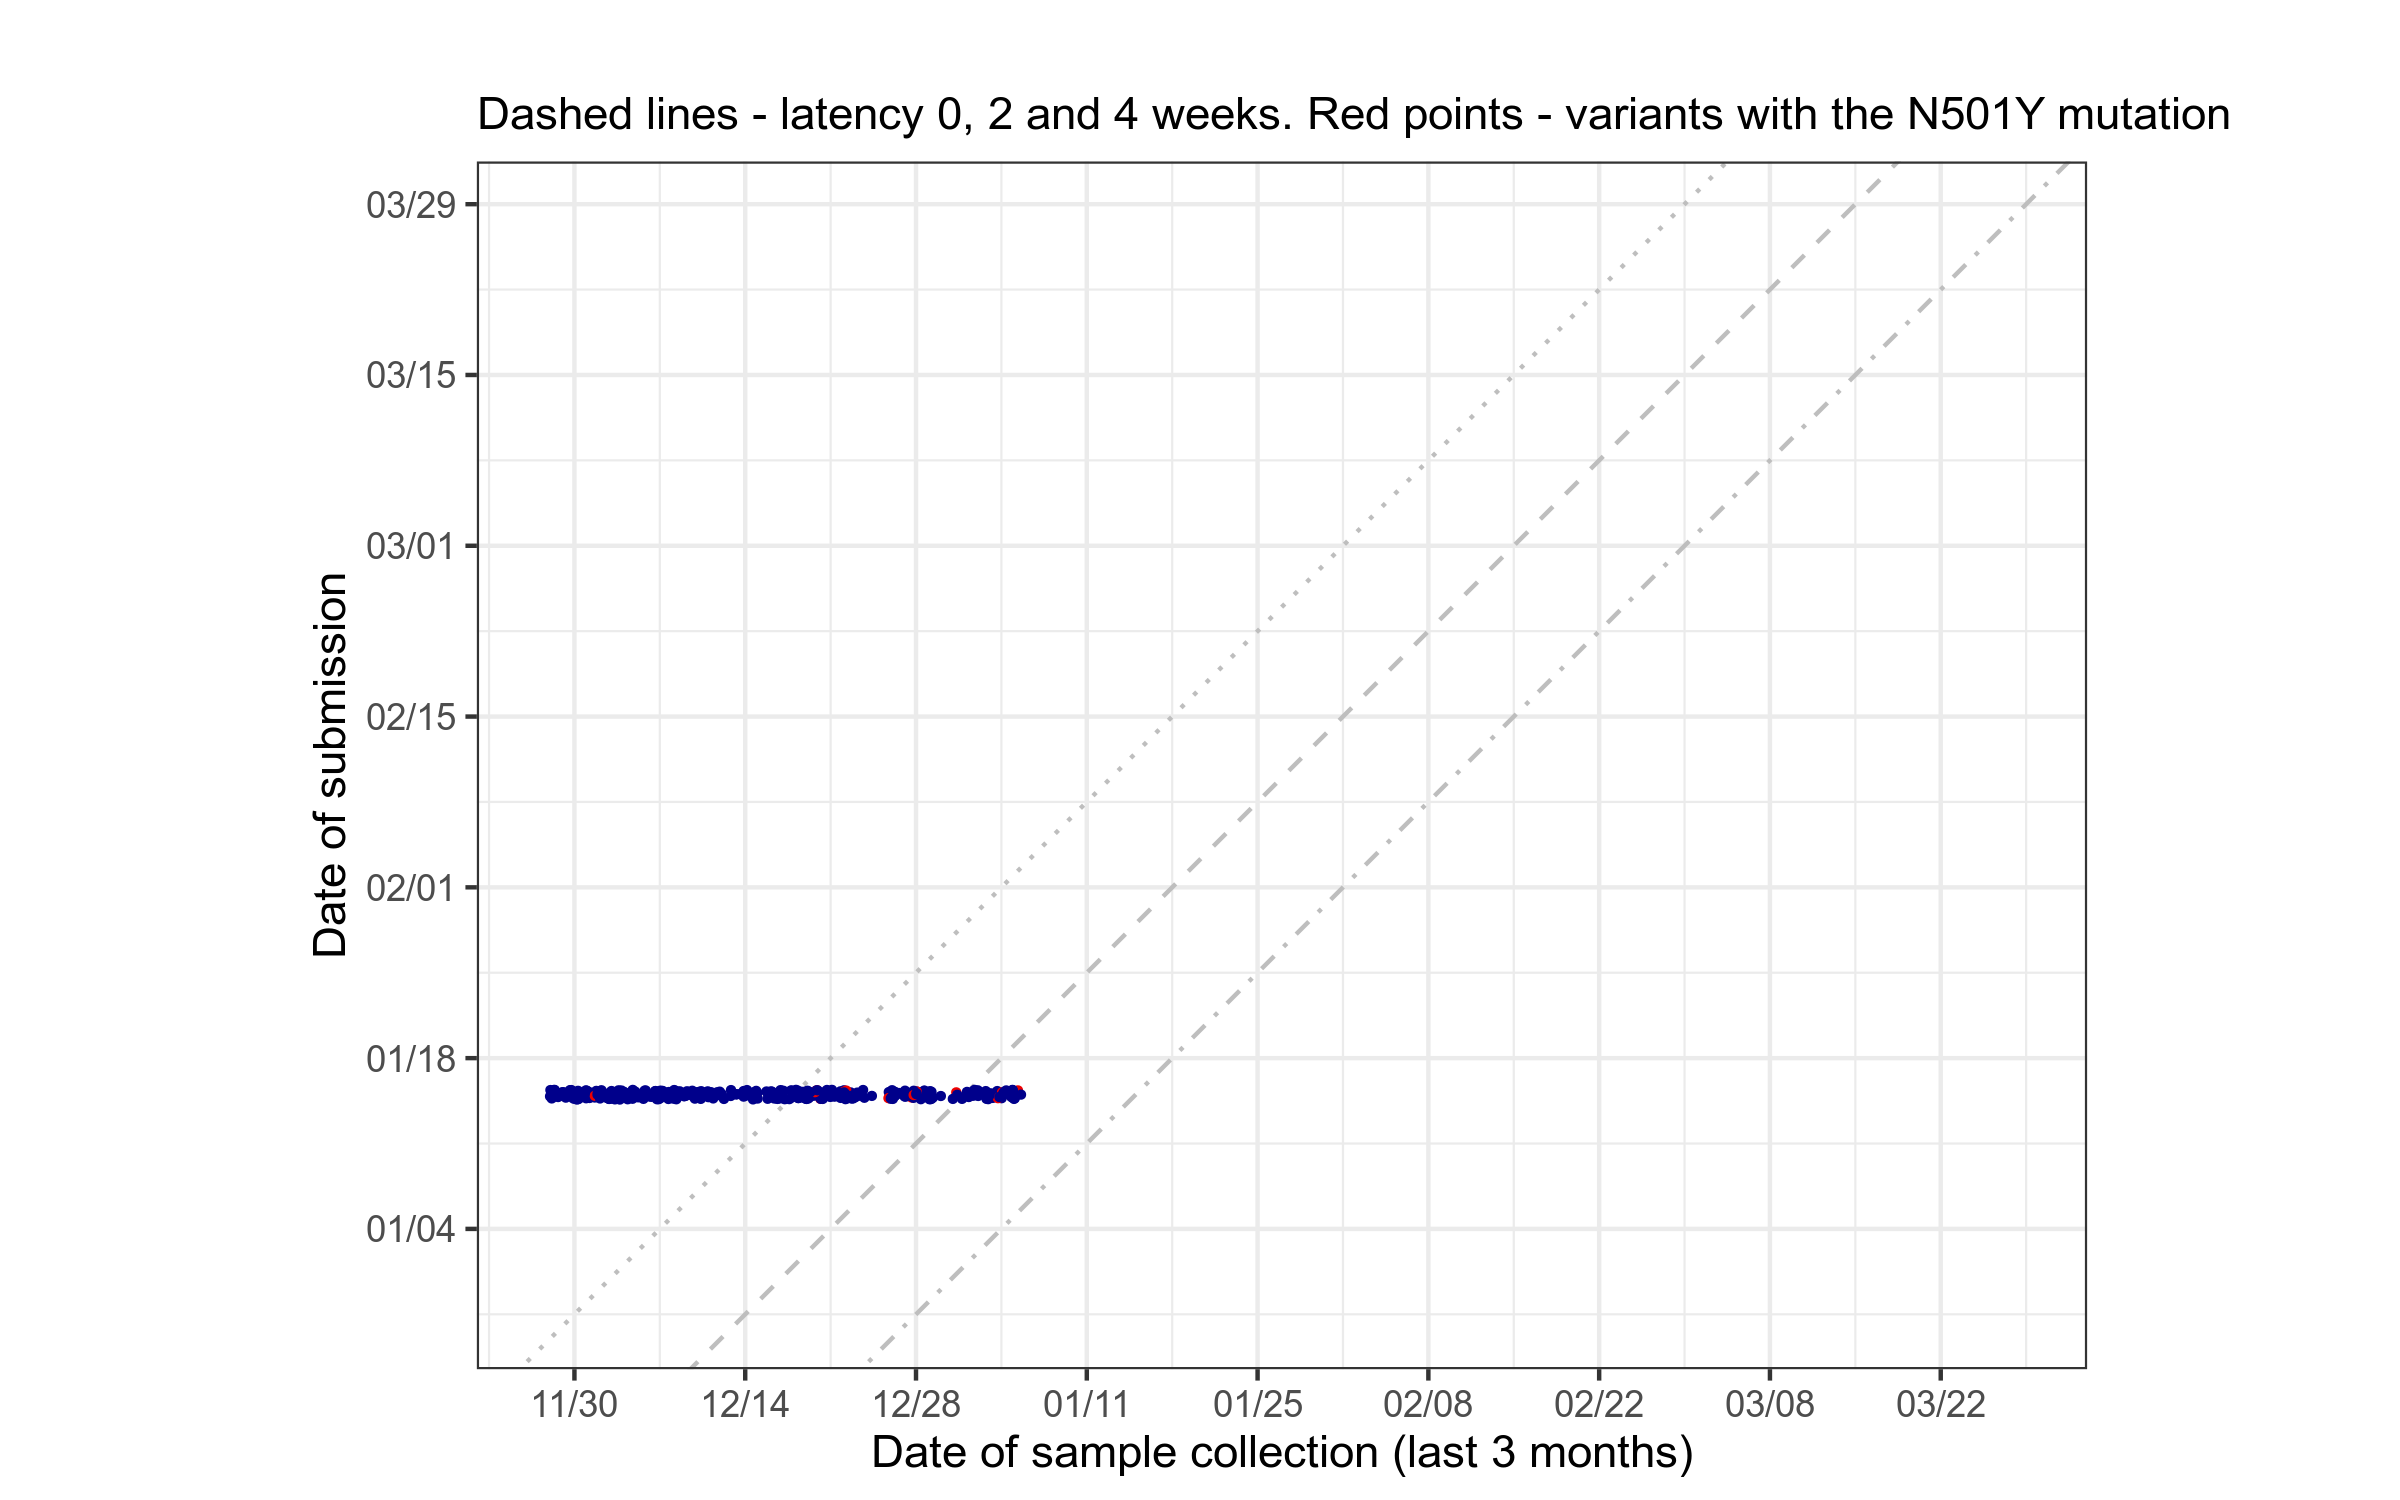 Dashed lines - latency 0, 2 and 4 weeks. Red points - variants with the N501Y mutation
Date of submission
03/29
03/15
03/01
02/15
02/01
01/18
01/04
11/30 12/14 12/28 01/11 01/25 02/08 02/22 03/08 03/22
Date of sample collection (last 3 months)